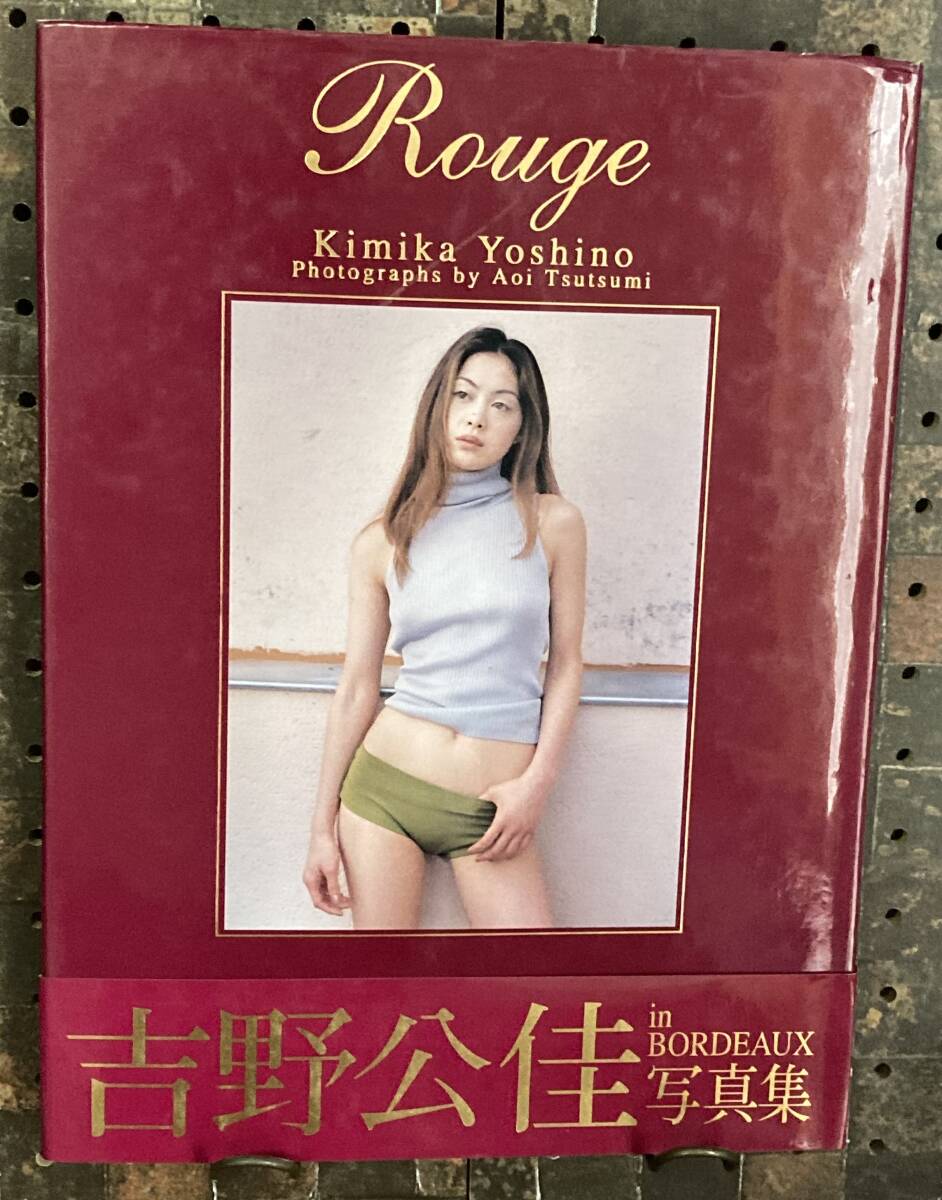 Rouge
Kimika Yoshino
Photographs by Aoi Tsutsumi
吉野公佳
in
BORDEAUX
写真集